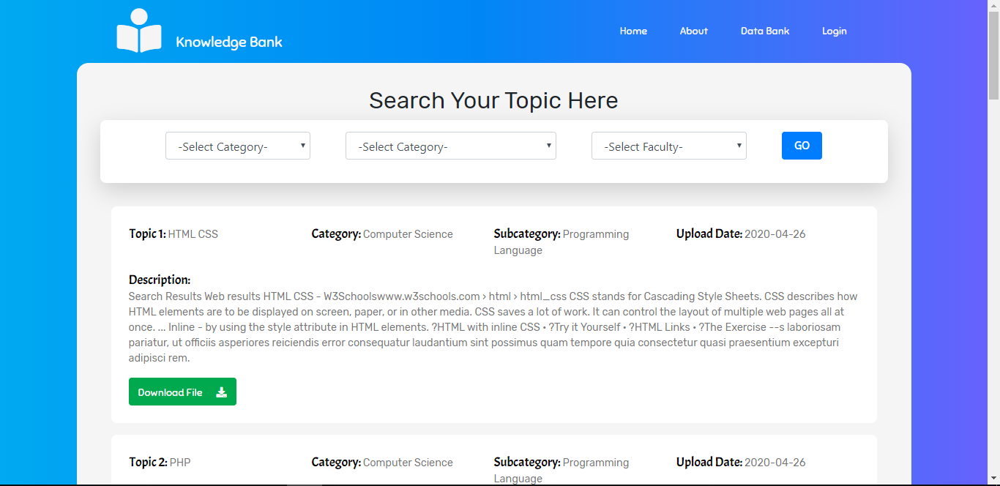 Knowledge Bank
Home About Data Bank Login
Search Your Topic Here
-Select Category- -Select Category- -Select Faculty- GO
Topic 1: HTML CSS Category: Computer Science Subcategory: Programming Upload Date: 2020-04-26
Language
Description:
Search Results Web results HTML CSS - W3Schoolswww.w3schools.com › html › html_css CSS stands for Cascading Style Sheets. CSS describes how
HTML elements are to be displayed on screen, paper, or in other media. CSS saves a lot of work. It can control the layout of multiple web pages all at
once. ... Inline - by using the style attribute in HTML elements. ?HTML with inline CSS · ?Try it Yourself · ?HTML Links · ?The Exercise --s laboriosam
pariatur, ut officiis asperiores reiciendis error consequatur laudantium sint possimus quam tempore quia consectetur quasi praesentium excepturi
adipisci rem.
Download File
Topic 2: PHP Category: Computer Science Subcategory: Programming Upload Date: 2020-04-26
Language